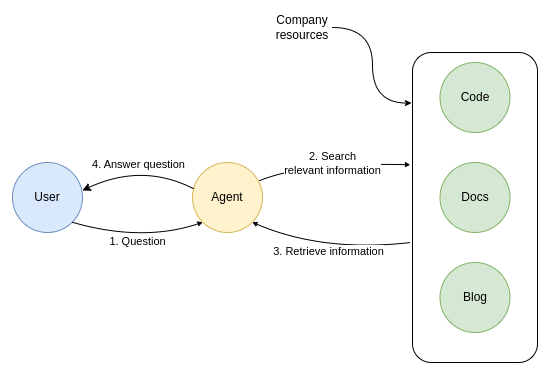 Company
resources
Code
4. Answer question
2. Search
relevant information
User
Agent
Docs
1. Question
3. Retrieve information
Blog